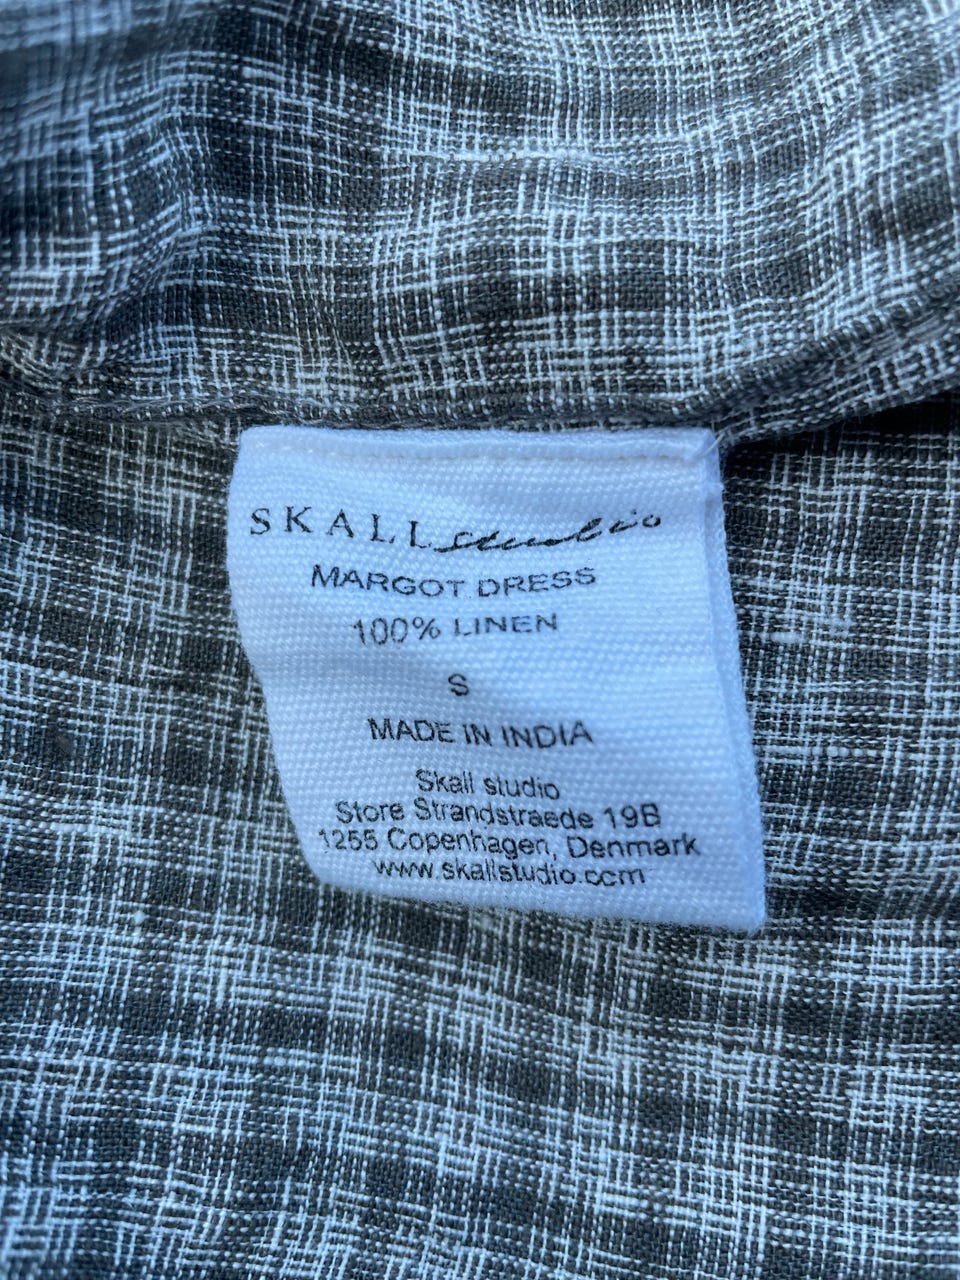 SKALL studio
MARGOT DRESS
100% LINEN
S
MADE IN INDIA
Skall studio
Store Strandstraede 19B
1255 Copenhagen, Denmark
www.skallstudio.com